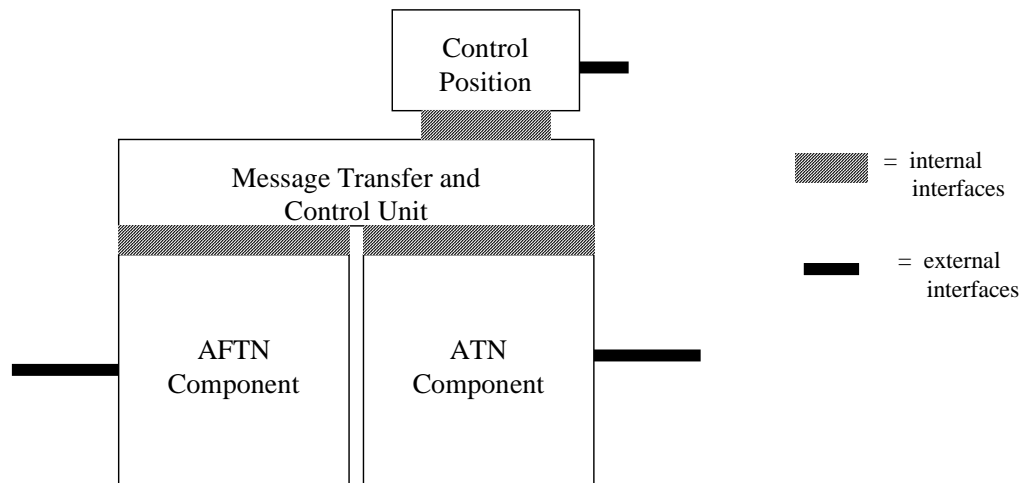 Control
Position
Message Transfer and
Control Unit
= internal
interfaces
= external
interfaces
AFTN
Component
ATN
Component